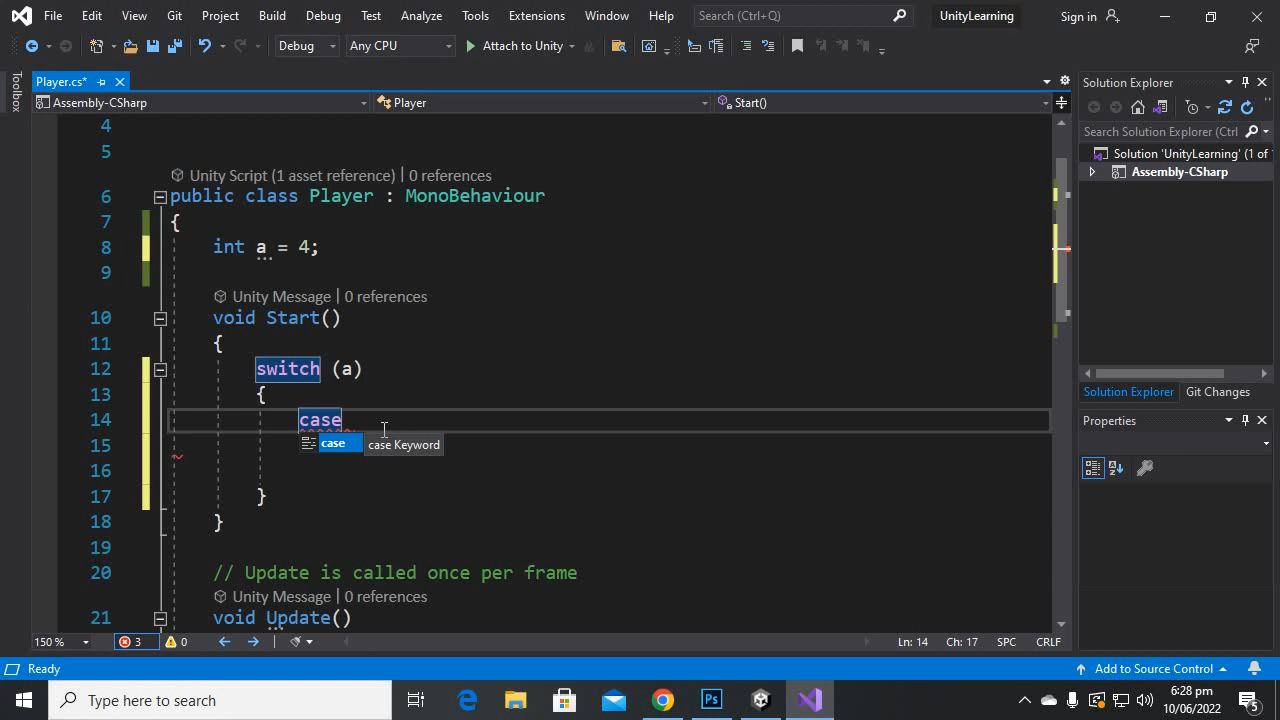 File Edit View Git Project Build Debug Test Analyze Tools Extensions Window Help Search (Ctrl+Q) UnityLearning Sign in
Debug Any CPU Attach to Unity
Toolbox
Player.cs*
Assembly-CSharp Player Start()
4
5
Unity Script (1 asset reference) | 0 references
6 public class Player : MonoBehaviour
7 {
8 int a = 4;
9
Unity Message | 0 references
10 void Start()
11 {
12 switch (a)
13 {
14 case
case case Keyword
15
16
17 }
18 }
19
20 // Update is called once per frame
Unity Message | 0 references
21 void Update()
150 % 3 0 Ln: 14 Ch: 17 SPC CRLF
Solution Explorer
Search Solution Explorer (Ctrl
Solution 'UnityLearning' (1 of
Assembly-CSharp
Solution Explorer Git Changes
Properties
Ready Add to Source Control
Type here to search
Ps
6:28 pm
10/06/2022
5